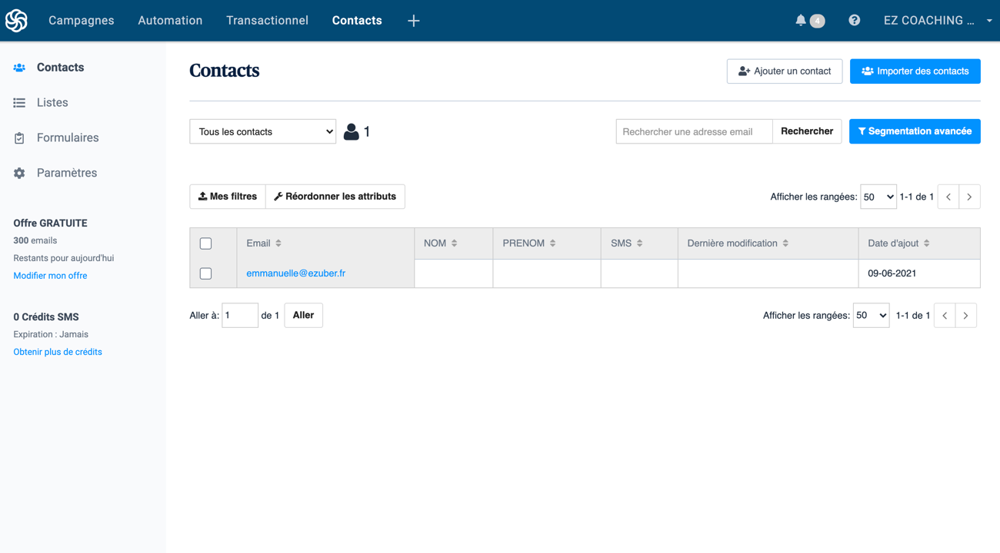 Campagnes Automation Transactionnel Contacts 4 EZ COACHING ...
Contacts
Listes
Formulaires
Paramètres
Offre GRATUITE
300 emails
Restants pour aujourd'hui
Modifier mon offre
0 Crédits SMS
Expiration : Jamais
Obtenir plus de crédits
Contacts
Ajouter un contact Importer des contacts
Tous les contacts 1 Rechercher une adresse email Rechercher Segmentation avancée
Mes filtres Réordonner les attributs Afficher les rangées: 50 1-1 de 1
Email NOM PRENOM SMS Dernière modification Date d'ajout
emmanuelle@ezuber.fr 09-06-2021
Aller à: 1 de 1 Aller Afficher les rangées: 50 1-1 de 1